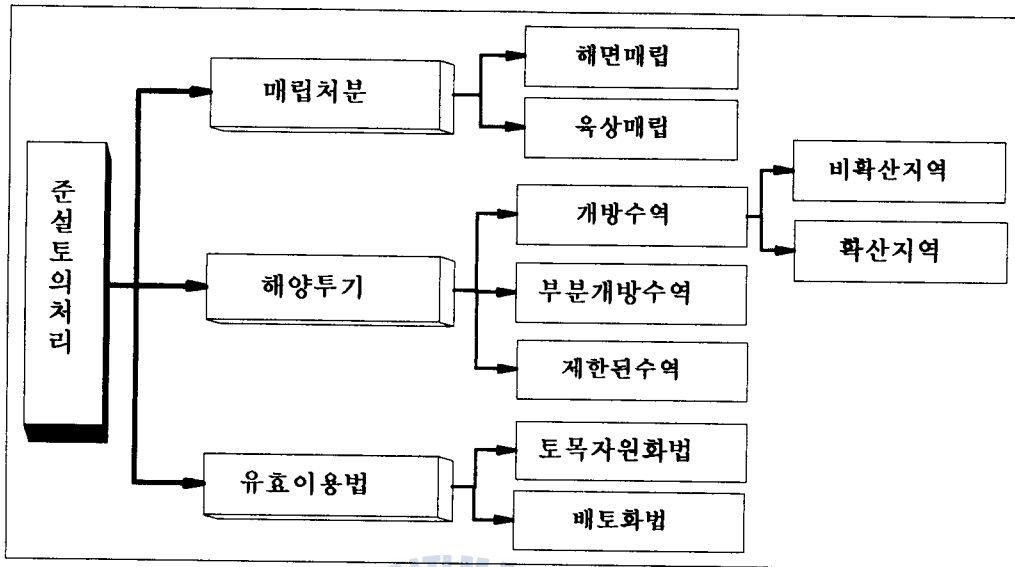 준설토의처리
매립처분
해면매립
육상매립
해양투기
개방수역
비확산지역
확산지역
부분개방수역
제한된수역
유효이용법
토목자원화법
배토화법